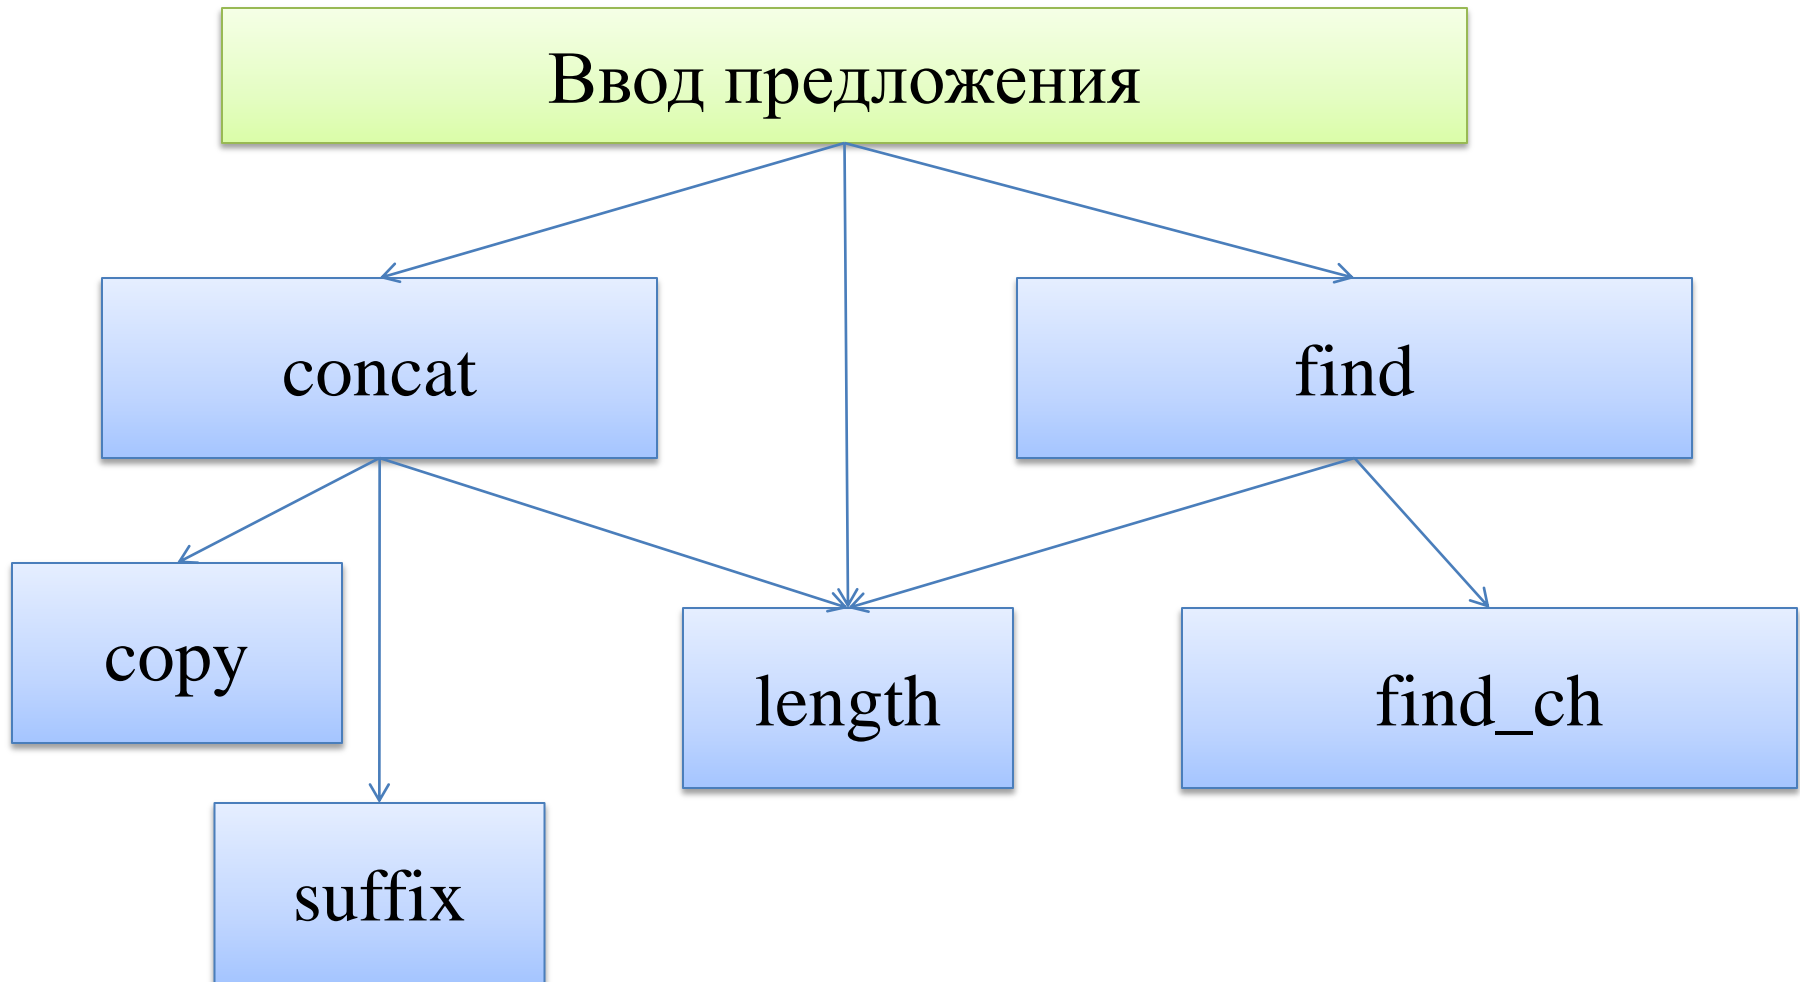 Ввод предложения
concat
find
copy
length
find_ch
suffix